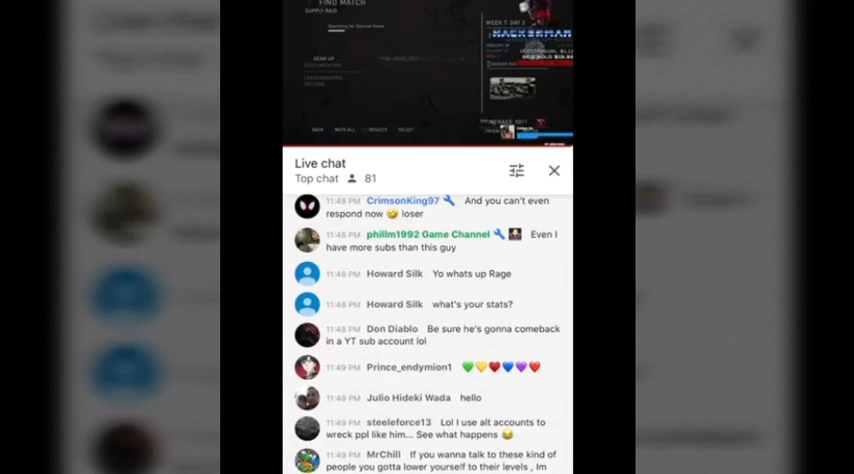 FIND MATCH
SUPPLY RAID
Searching for Optimal Game
WEEK 7: DAY 2
HACKERMAN
GEAR UP
CUSTOMIZATION
LEADERBOARDS
OPTIONS
BACK MUTE ALL RESULTS SELECT
Live chat
Top chat 81
11:48 PM CrimsonKing97 🔧 And you can't even
respond now 🤣 loser
11:48 PM phillm1992 Game Channel 🔧 Even I
have more subs than this guy
11:48 PM Howard Silk Yo whats up Rage
11:48 PM Howard Silk what's your stats?
11:48 PM Don Diablo Be sure he's gonna comeback
in a YT sub account lol
11:49 PM Prince_endymion1 💚💛❤️💙💜❤️
11:49 PM Julio Hideki Wada hello
11:49 PM steeleforce13 Lol I use alt accounts to
wreck ppl like him... See what happens 😂
11:49 PM MrChill If you wanna talk to these kind of
people you gotta lower yourself to their levels , Im